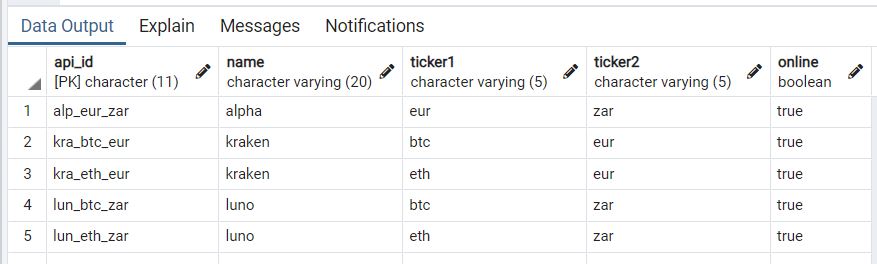 Data Output Explain Messages Notifications
api_id name ticker1 ticker2 online
[PK] character (11) character varying (20) character varying (5) character varying (5) boolean
1 alp_eur_zar alpha eur zar true
2 kra_btc_eur kraken btc eur true
3 kra_eth_eur kraken eth eur true
4 lun_btc_zar luno btc zar true
5 lun_eth_zar luno eth zar true